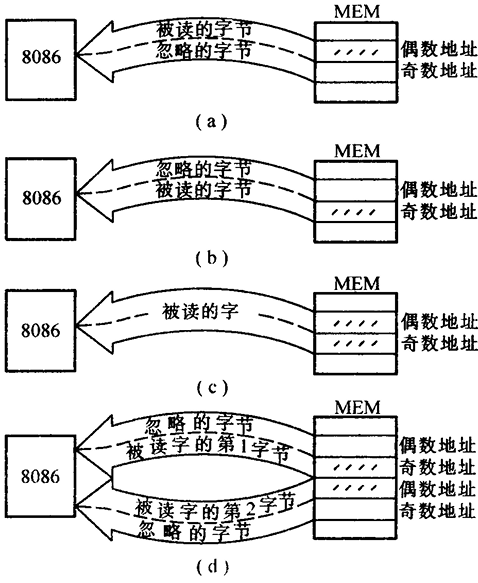 MEM
被读的字节
忽略的字节
8086
偶数地址
奇数地址
(a)
MEM
忽略的字节
被读的字节
8086
偶数地址
奇数地址
(b)
MEM
被读的字
8086
偶数地址
奇数地址
(c)
MEM
忽略的字节
被读字的第1字节
8086
偶数地址
奇数地址
偶数地址
奇数地址
被读字的第2字节
忽略的字节
(d)